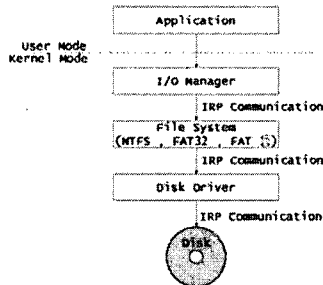 Application
User Mode
Kernel Mode
I/O Manager
IRP Communication
File System
(NTFS , FAT32 , FAT
IRP Communication
Disk Driver
IRP Communication
Disk